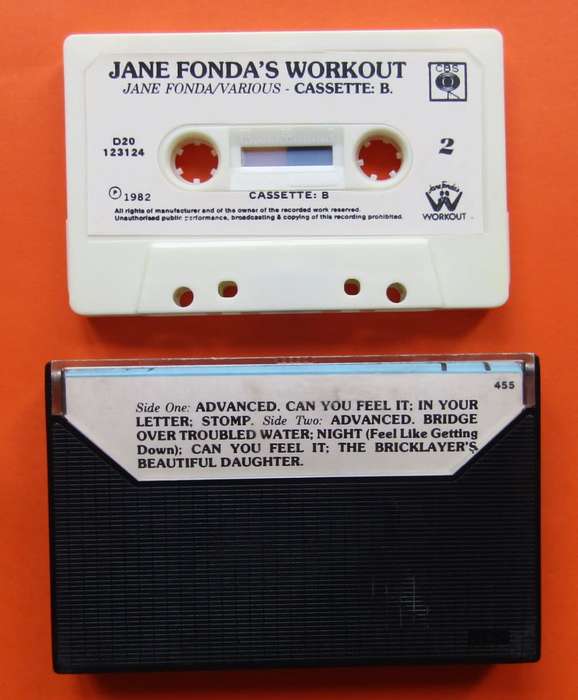 JANE FONDA'S WORKOUT
JANE FONDA/VARIOUS - CASSETTE: B.
CBS
D20
123124
2
Ⓟ 1982
CASSETTE: B
Jane Fonda's
WORKOUT
All rights of manufacturer and of the owner of the recorded work reserved.
Unauthorised public performance, broadcasting & copying of this recording prohibited.
455
Side One: ADVANCED. CAN YOU FEEL IT; IN YOUR
LETTER; STOMP. Side Two: ADVANCED. BRIDGE
OVER TROUBLED WATER; NIGHT (Feel Like Getting
Down); CAN YOU FEEL IT; THE BRICKLAYER'S
BEAUTIFUL DAUGHTER.